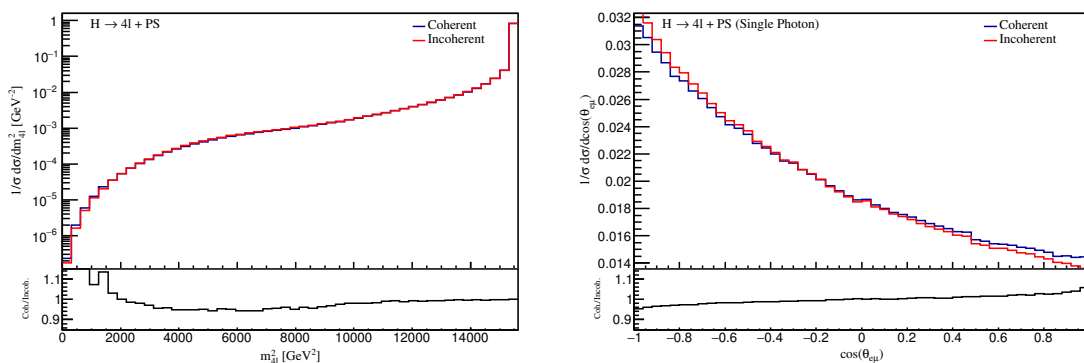 H → 4l + PS
Coherent
Incoherent
1/σ dσ/dm²₄ₗ [GeV⁻²]
1
10⁻¹
10⁻²
10⁻³
10⁻⁴
10⁻⁵
10⁻⁶
Coh./Incoh.
1.1
1
0.9
0 2000 4000 6000 8000 10000 12000 14000
m²₄ₗ [GeV²]
H → 4l + PS (Single Photon)
Coherent
Incoherent
1/σ dσ/dcos(θₑμ)
0.032
0.03
0.028
0.026
0.024
0.022
0.02
0.018
0.016
0.014
Coh./Incoh.
1.1
1
0.9
−1 −0.8 −0.6 −0.4 −0.2 0 0.2 0.4 0.6 0.8
cos(θₑμ)